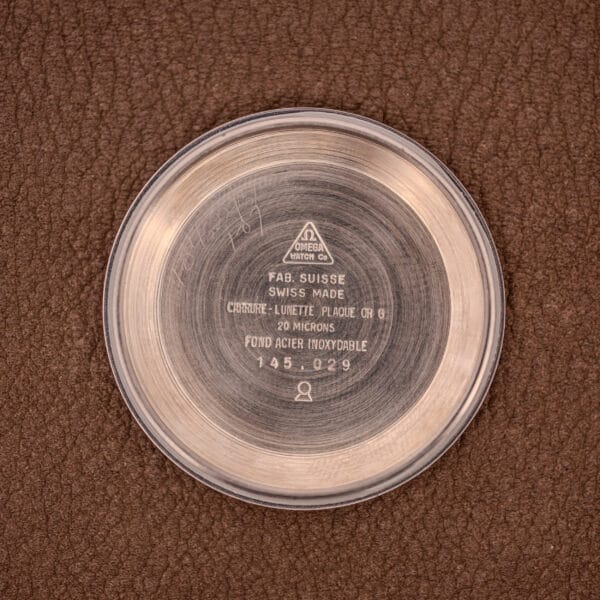 Ω
OMEGA
WATCH Co
FAB. SUISSE
SWISS MADE
CARRURE-LUNETTE PLAQUE OR G
20 MICRONS
FOND ACIER INOXYDABLE
145.029